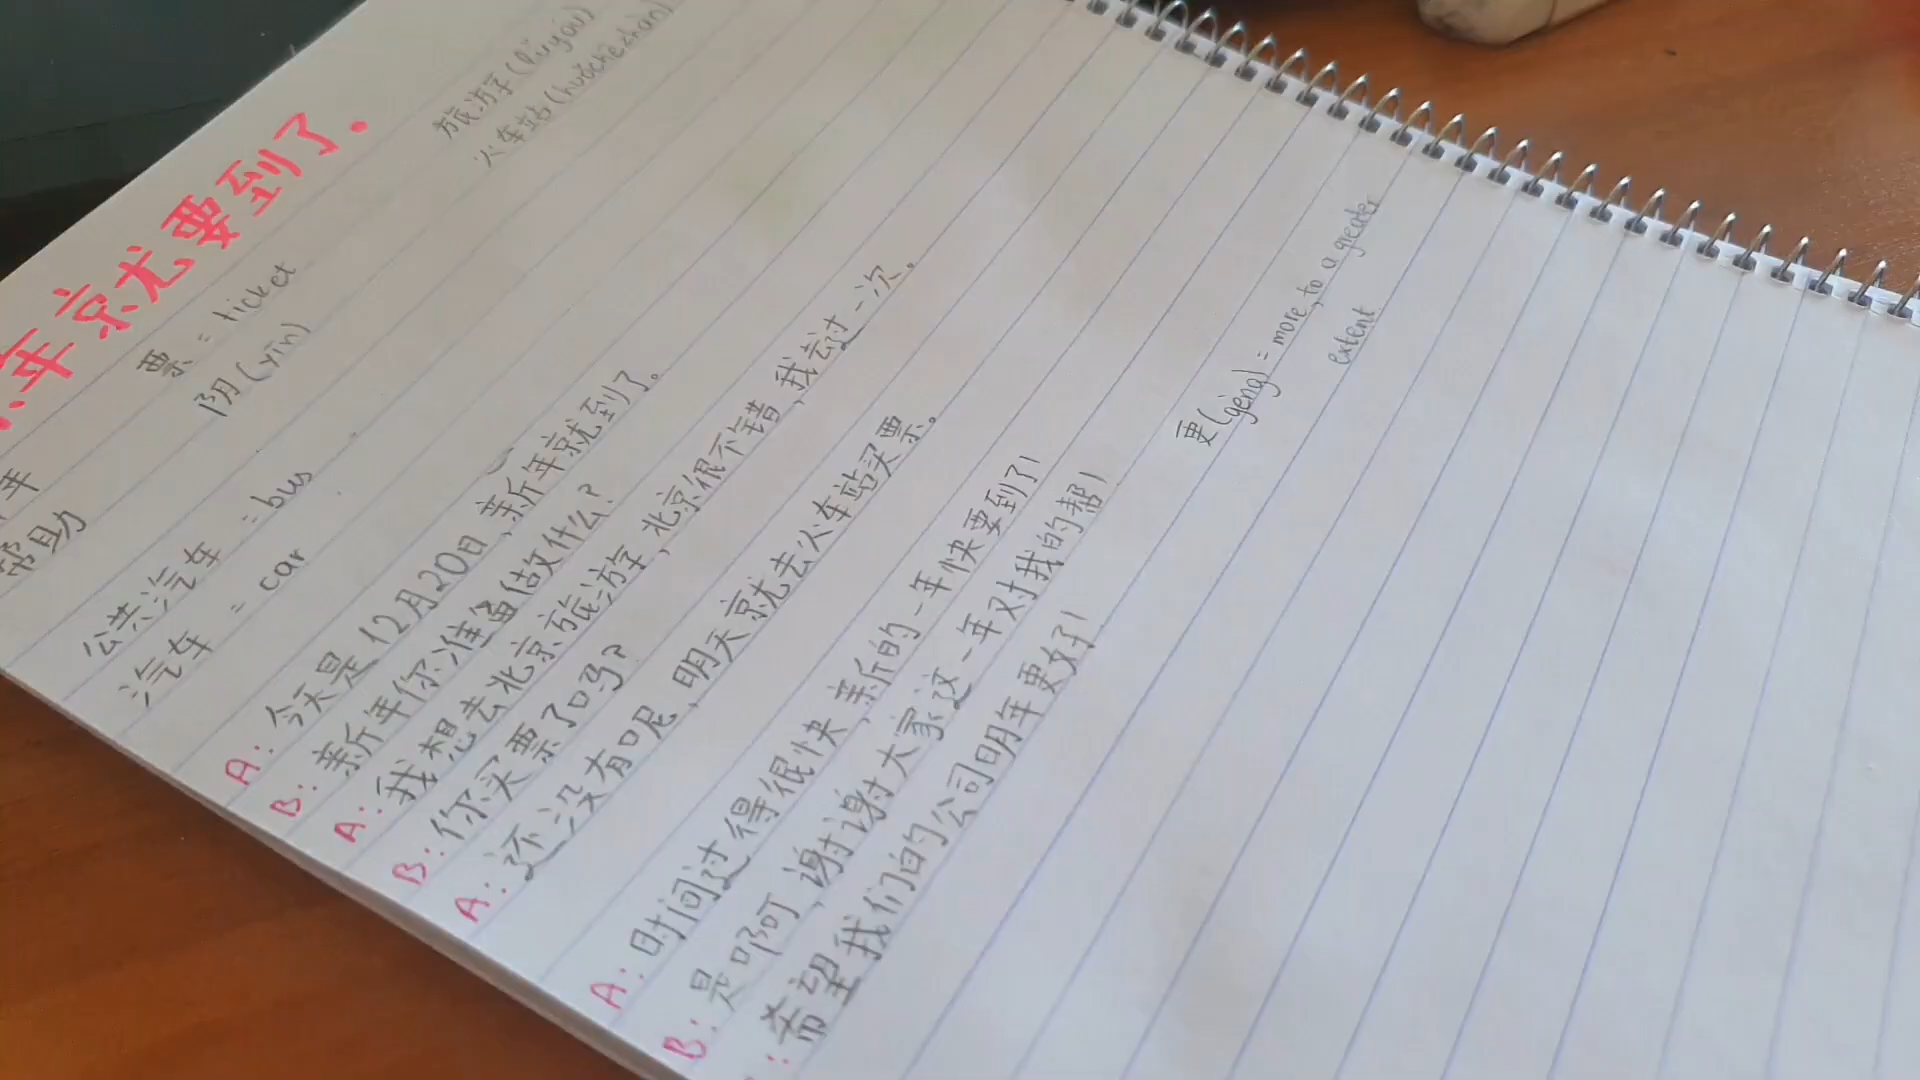 年就要到了.
旅游(lǚyóu)
火车站(huǒchēzhàn)
票 = ticket
阴(yīn)
年
帮助
公共汽车 = bus
汽车 = car
A: 今天是12月20日,新年就到了。
B: 新年你准备做什么?
A: 我想去北京旅游,北京很不错,我去过一次。
B: 你买票了吗?
A: 还没有呢,明天就去火车站买票。
A: 时间过得很快,新的一年快要到了!
B: 是啊,谢谢大家这一年对我的帮!
: 希望我们的公司明年更好!
更(gèng) = more, to a greater
extent